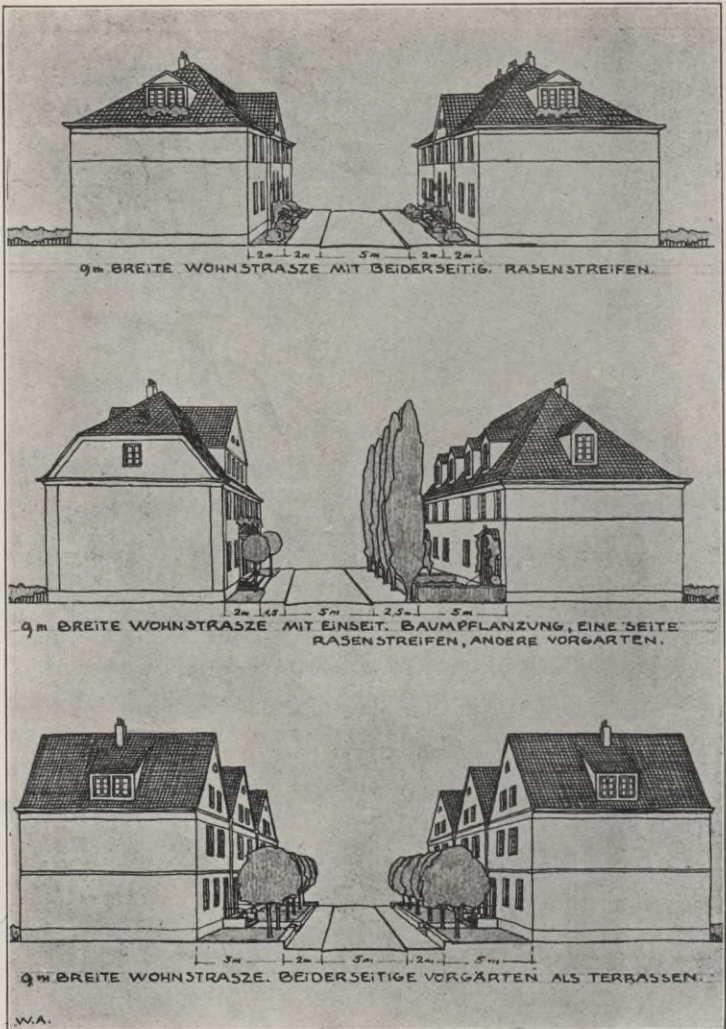 2m 2m 5m 2m 2m
9m BREITE WOHNSTRASZE MIT BEIDERSEITIG. RASENSTREIFEN.
2m 1,5 5m 2,5m 5m
9m BREITE WOHNSTRASZE MIT EINSEIT. BAUMPFLANZUNG, EINE SEITE
RASENSTREIFEN, ANDERE VORGARTEN.
5m 2m 5m 2m 5m
9m BREITE WOHNSTRASZE. BEIDERSEITIGE VORGÄRTEN ALS TERRASSEN.
W.A.